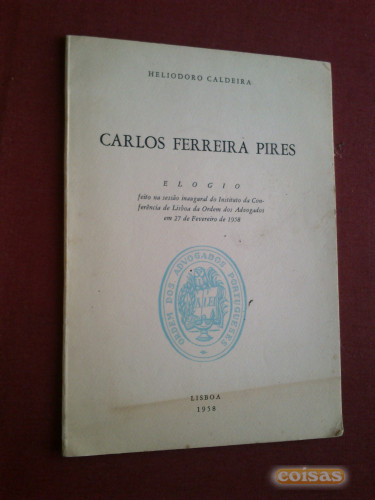 HELIODORO CALDEIRA
CARLOS FERREIRA PIRES
ELOGIO
feito na sessão inaugural do Instituto da Con-
ferência de Lisboa da Ordem dos Advogados
em 27 de Fevereiro de 1958
ORDEM DOS ADVOGADOS PORTUGUESES
LISBOA
1958
coisas